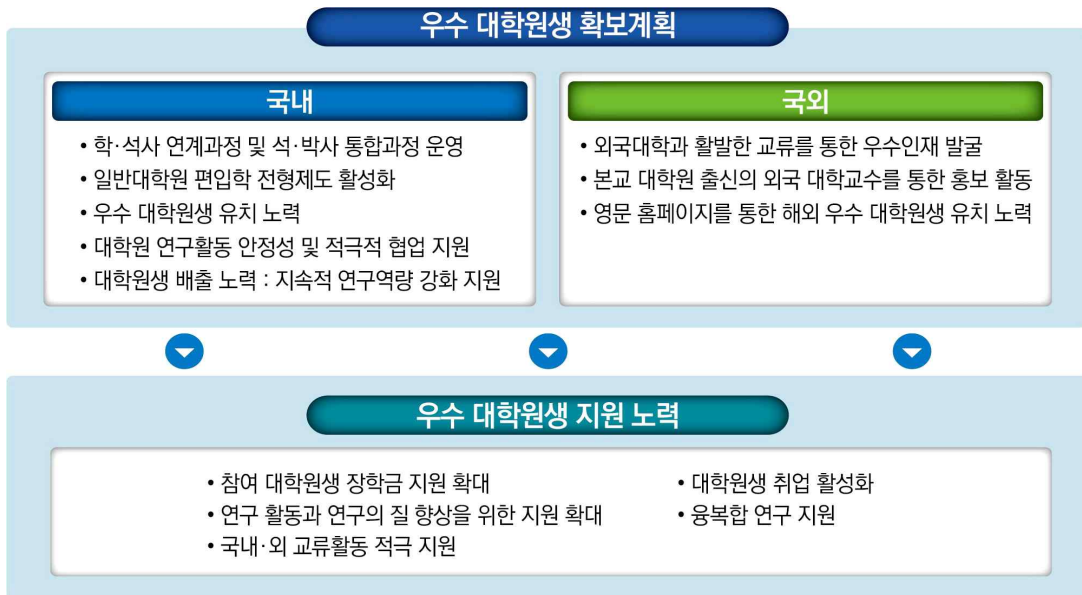 우수 대학원생 확보계획
국내
• 학·석사 연계과정 및 석·박사 통합과정 운영
• 일반대학원 편입학 전형제도 활성화
• 우수 대학원생 유치 노력
• 대학원 연구활동 안정성 및 적극적 협업 지원
• 대학원생 배출 노력 : 지속적 연구역량 강화 지원
국외
• 외국대학과 활발한 교류를 통한 우수인재 발굴
• 본교 대학원 출신의 외국 대학교수를 통한 홍보 활동
• 영문 홈페이지를 통한 해외 우수 대학원생 유치 노력
우수 대학원생 지원 노력
• 참여 대학원생 장학금 지원 확대
• 연구 활동과 연구의 질 향상을 위한 지원 확대
• 국내·외 교류활동 적극 지원
• 대학원생 취업 활성화
• 융복합 연구 지원